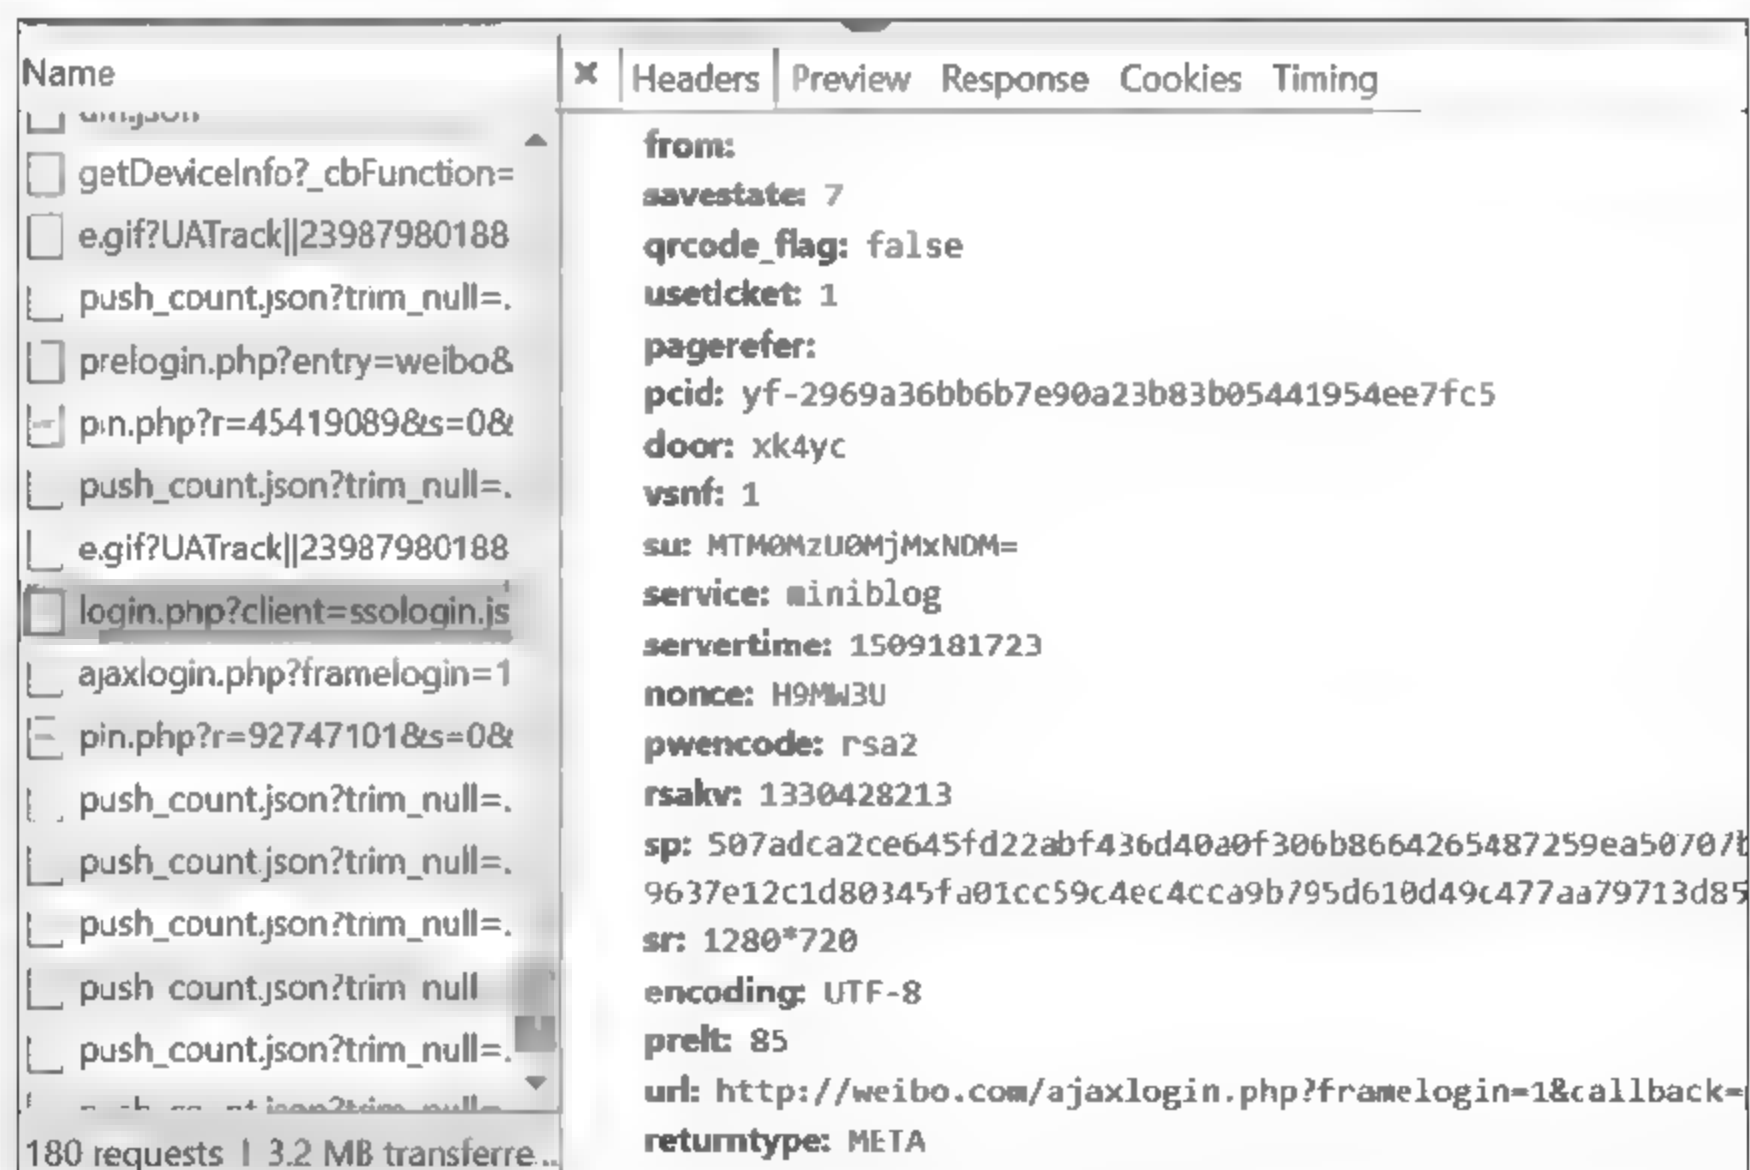 Name
getDeviceInfo?_cbFunction=
e.gif?UATrack||23987980188
push_count.json?trim_null=.
prelogin.php?entry=weibo&
pin.php?r=45419089&s=0&
push_count.json?trim_null=.
e.gif?UATrack||23987980188
login.php?client=ssologin.js
ajaxlogin.php?framelogin=1
pin.php?r=92747101&s=0&
push_count.json?trim_null=.
push_count.json?trim_null=.
push_count.json?trim_null=.
push_count.json?trim_null
push_count.json?trim_null=.
180 requests | 3.2 MB transferre...
× Headers Preview Response Cookies Timing
from:
savestate: 7
qrcode_flag: false
useticket: 1
pagerefer:
pcid: yf-2969a36bb6b7e90a23b83b05441954ee7fc5
door: xk4yc
vsnf: 1
su: MTM0MzU0MjMxNDM=
service: miniblog
servertime: 1509181723
nonce: H9MW3U
pwencode: rsa2
rsakv: 1330428213
sp: 507adca2ce645fd22abf436d40a0f306b8664265487259ea50707b
9637e12c1d80345fa01cc59c4ec4cca9b795d610d49c477aa79713d85
sr: 1280*720
encoding: UTF-8
prelt: 85
url: http://weibo.com/ajaxlogin.php?framelogin=1&callback=
returntype: META